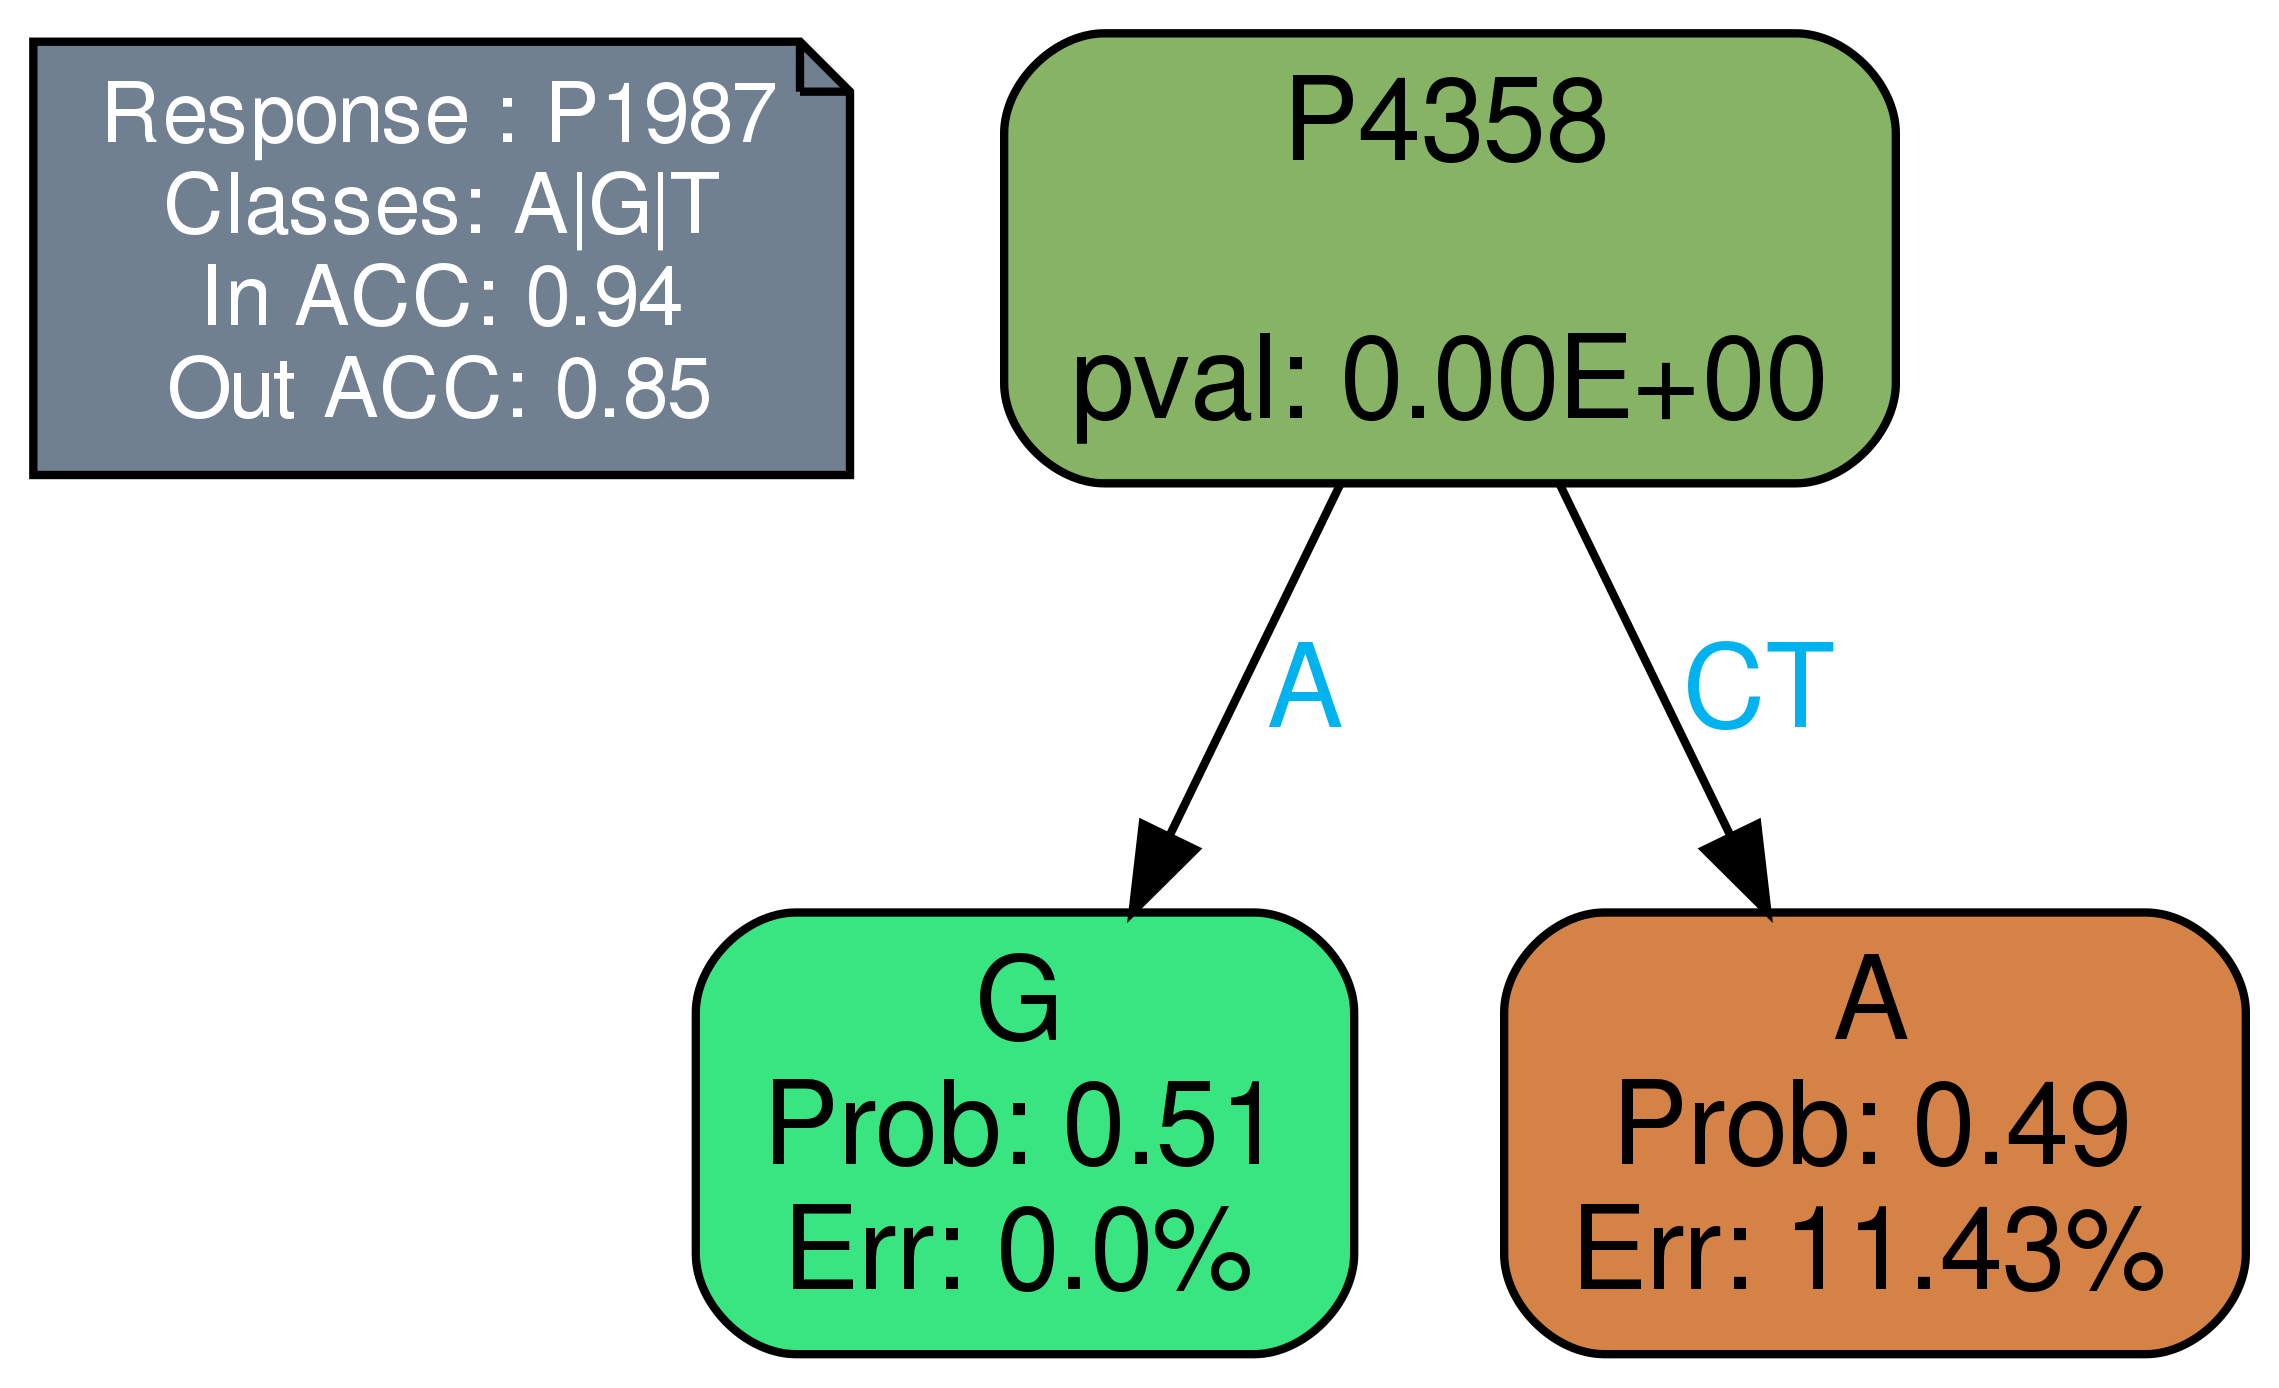 Response : P1987
Classes: A|G|T
In ACC: 0.94
Out ACC: 0.85
P4358
pval: 0.00E+00
A
CT
G
Prob: 0.51
Err: 0.0%
A
Prob: 0.49
Err: 11.43%